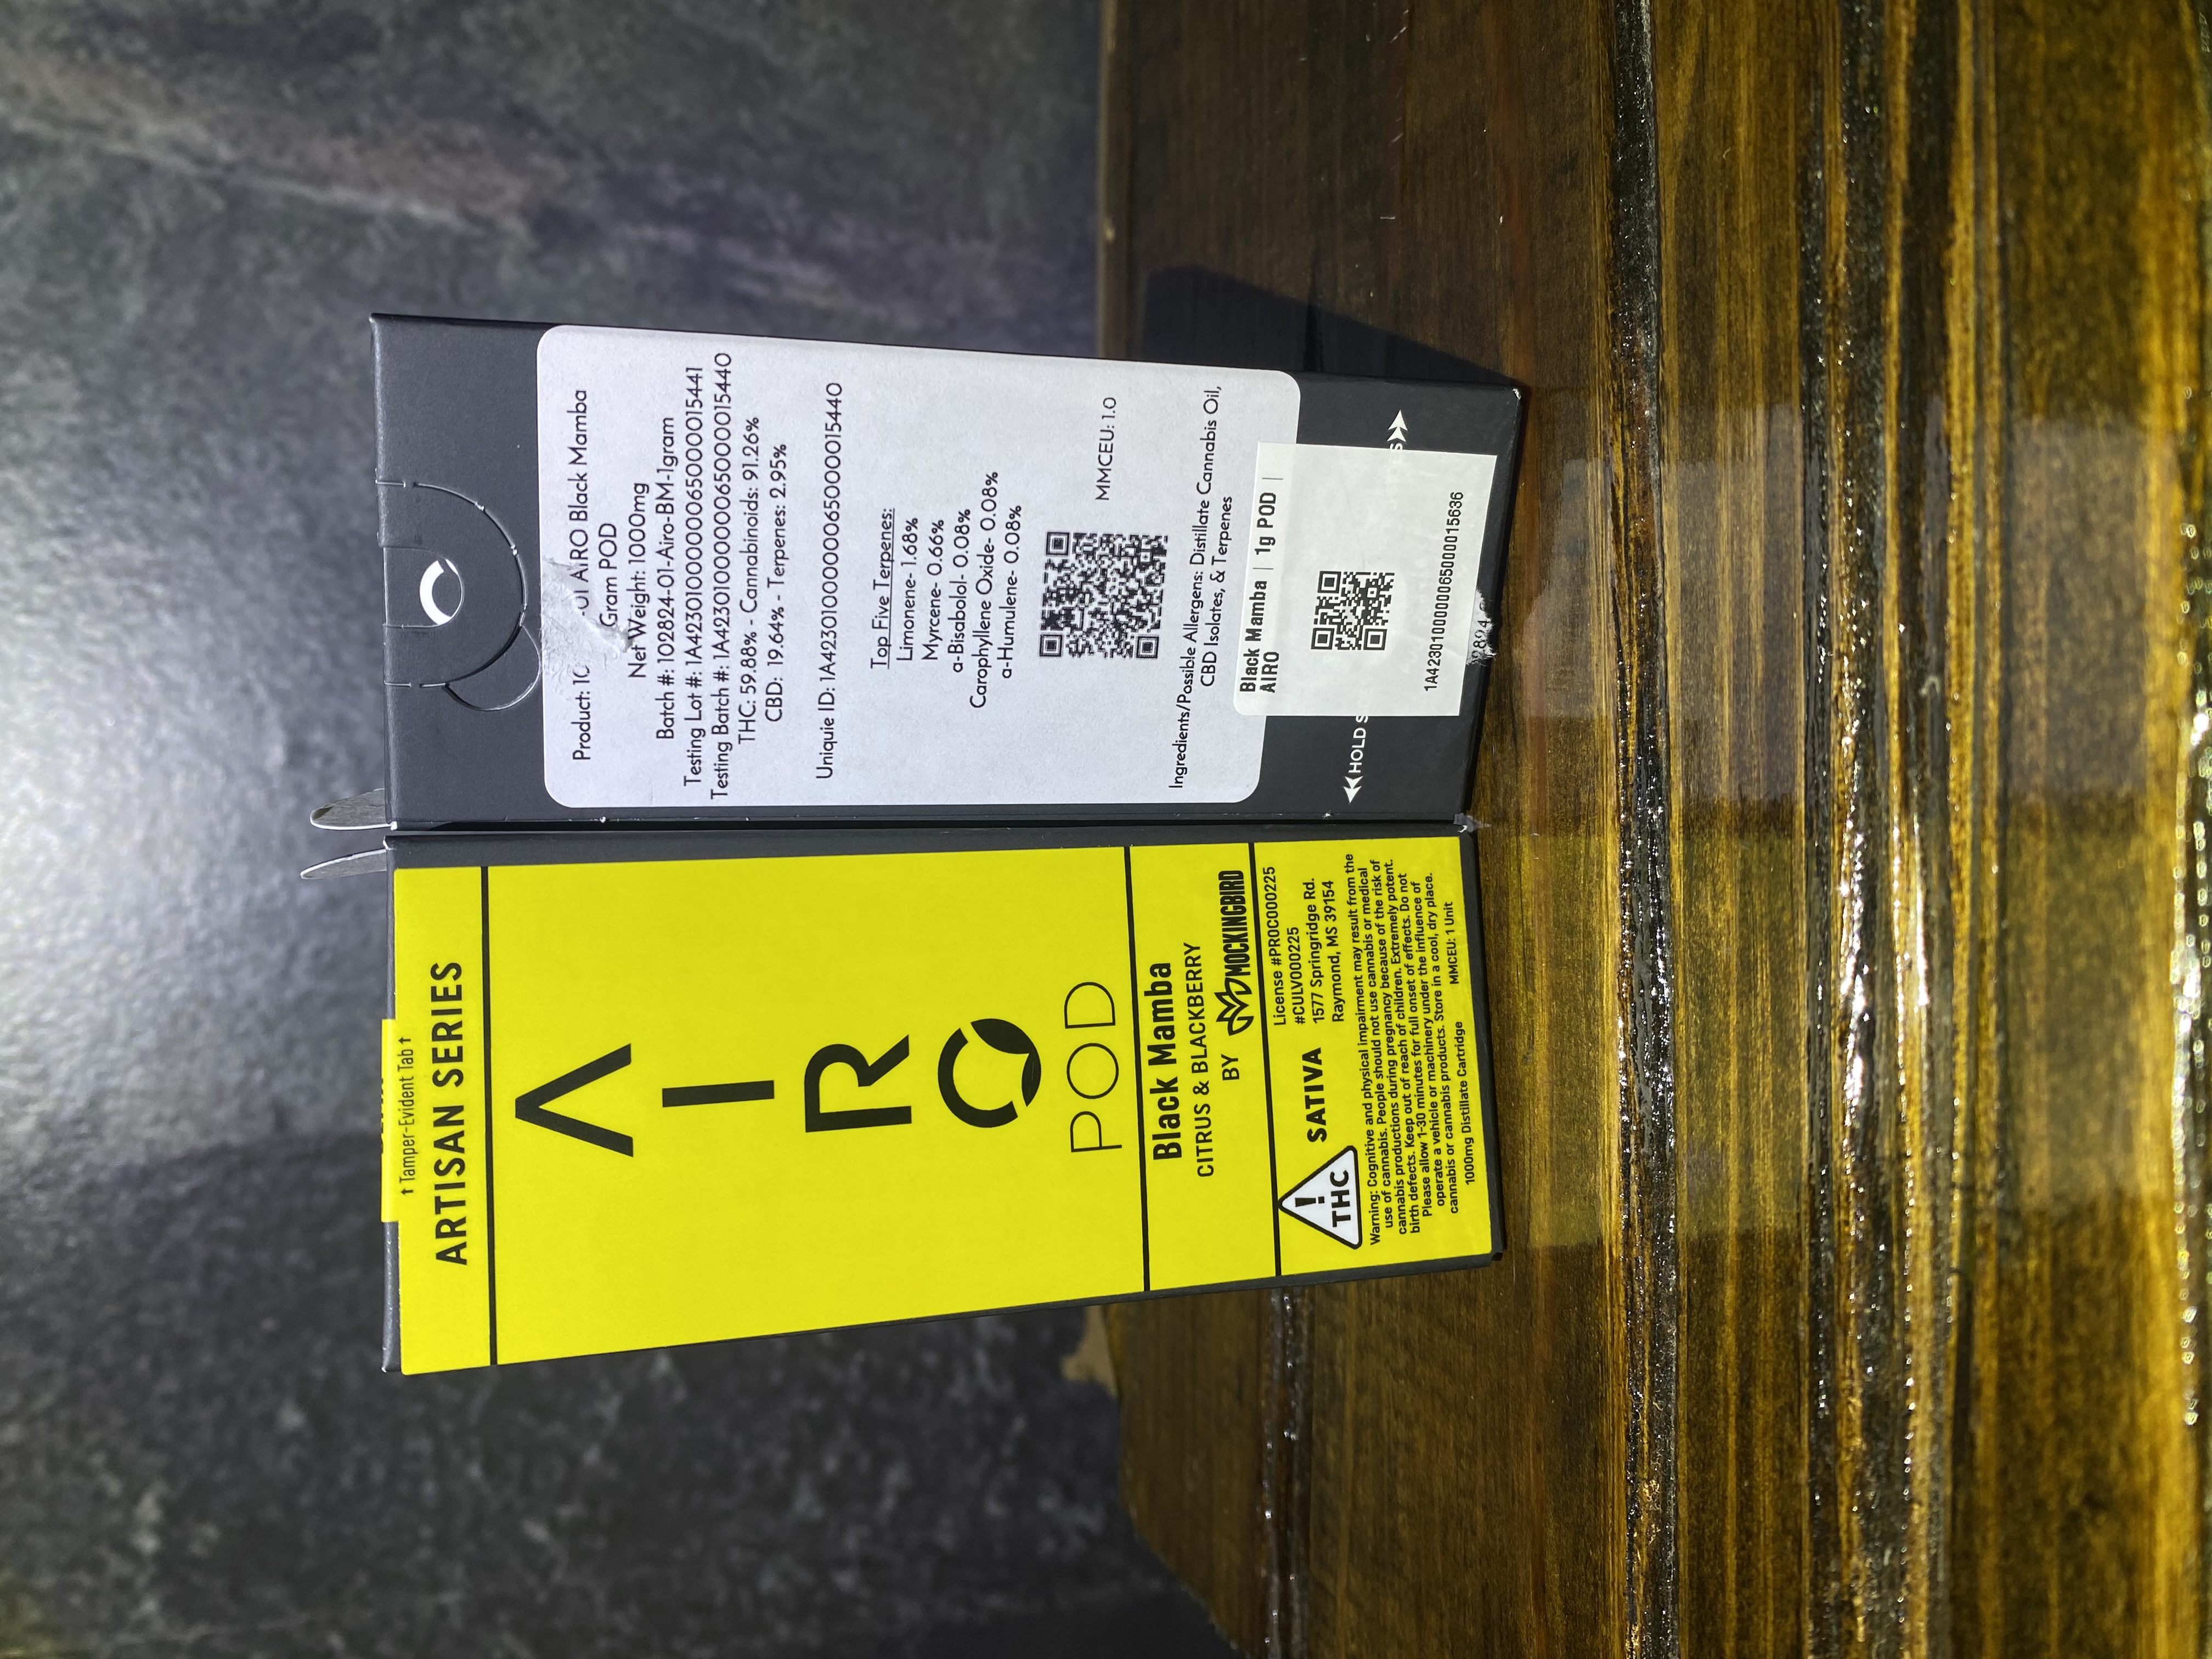 ↑Tamper-Evident Tab↑
ARTISAN SERIES
AIRO
POD
Black Mamba
CITRUS & BLACKBERRY
BY MOCKINGBIRD
THC
SATIVA
License #PROC000225
#CULV000225
1577 Springridge Rd.
Raymond, MS 39154
Warning: Cognitive and physical impairment may result from the
use of cannabis. People should not use cannabis or medical
cannabis productions during pregnancy because of the risk of
birth defects. Keep out of reach of children. Extremely potent.
Please allow 1-30 minutes for full onset of effects. Do not
operate a vehicle or machinery under the influence of
cannabis or cannabis products. Store in a cool, dry place.
1000mg Distillate Cartridge MMCEU: 1 Unit
Product: AIRO Black Mamba
Gram POD
Net Weight: 1000mg
Batch #: 102824-01-Airo-BM-1gram
Testing Lot #: 1A4230100000065000015441
Testing Batch #: 1A4230100000065000015440
THC: 59.88% - Cannabinoids: 91.26%
CBD: 19.64% - Terpenes: 2.95%
Uniquie ID: 1A4230100000065000015440
Top Five Terpenes:
Limonene- 1.68%
Myrcene- 0.66%
a-Bisabolol- 0.08%
Carophyllene Oxide- 0.08%
a-Humulene- 0.08%
MMCEU: 1.0
Ingredients/Possible Allergens: Distillate Cannabis Oil,
CBD Isolates, & Terpenes
Black Mamba | 1g POD |
AIRO
1A4230100000065000015636
HOLD